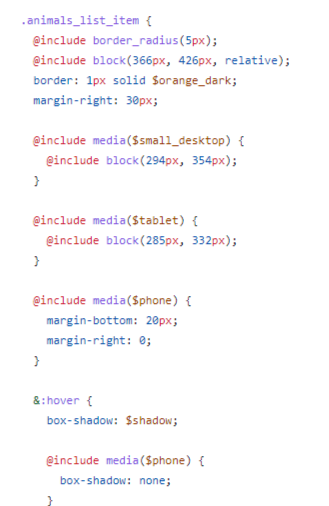 .animals_list_item {
@include border_radius(5px);
@include block(366px, 426px, relative);
border: 1px solid $orange_dark;
margin-right: 30px;
@include media($small_desktop) {
@include block(294px, 354px);
}
@include media($tablet) {
@include block(285px, 332px);
}
@include media($phone) {
margin-bottom: 20px;
margin-right: 0;
}
&:hover {
box-shadow: $shadow;
@include media($phone) {
box-shadow: none;
}